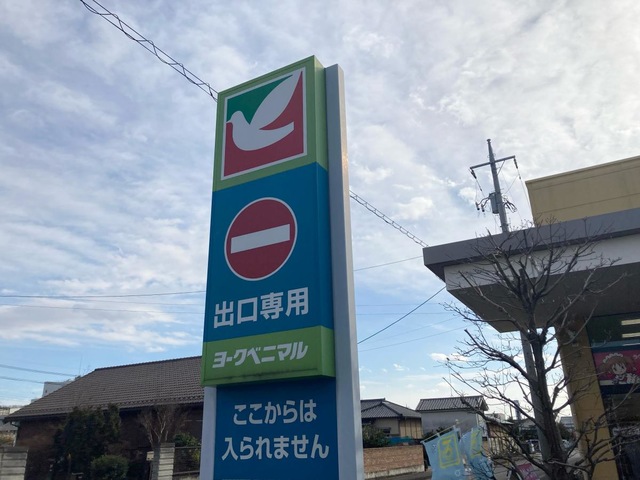 出口専用
ヨークベニマル
ここからは
入られません